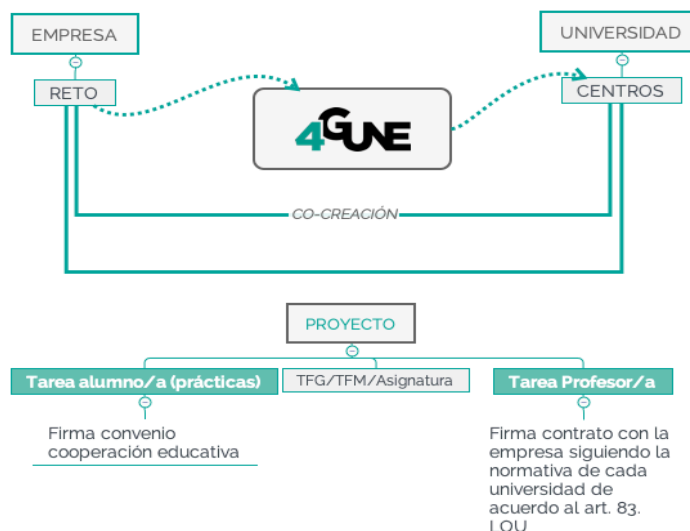 EMPRESA
UNIVERSIDAD
RETO
CENTROS
4GUNE
CO-CREACIÓN
PROYECTO
Tarea alumno/a (prácticas)
TFG/TFM/Asignatura
Tarea Profesor/a
Firma convenio
cooperación educativa
Firma contrato con la
empresa siguiendo la
normativa de cada
universidad de
acuerdo al art. 83.
LOU